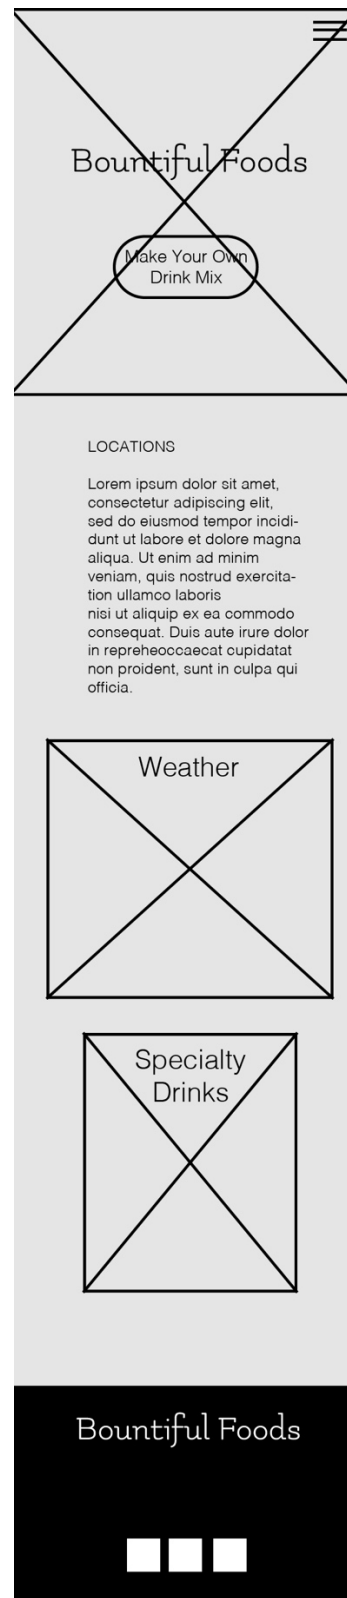 Bountiful Foods
Make Your Own
Drink Mix
LOCATIONS
Lorem ipsum dolor sit amet,
consectetur adipiscing elit,
sed do eiusmod tempor incidi-
dunt ut labore et dolore magna
aliqua. Ut enim ad minim
veniam, quis nostrud exercita-
tion ullamco laboris
nisi ut aliquip ex ea commodo
consequat. Duis aute irure dolor
in repreheoccaecat cupidatat
non proident, sunt in culpa qui
officia.
Weather
Specialty
Drinks
Bountiful Foods